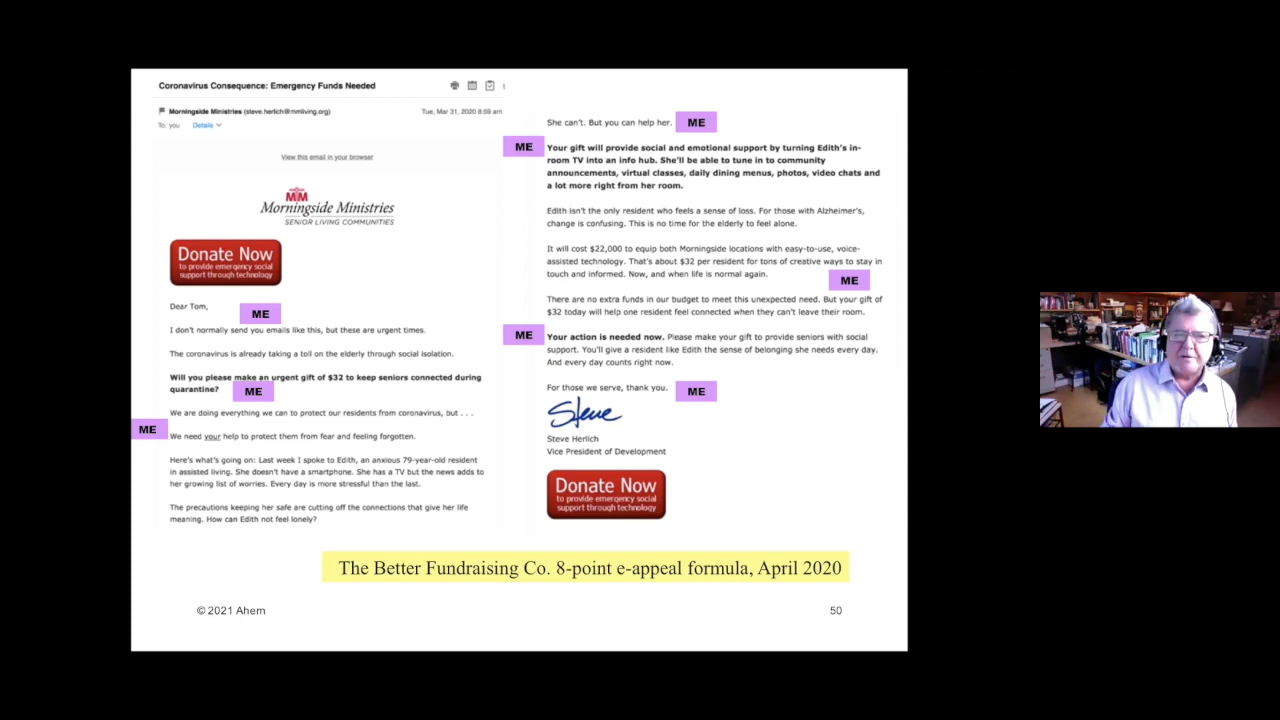 Coronavirus Consequence: Emergency Funds Needed
Morningside Ministries (steve.herlich@mmliving.org)
Tue, Mar 31, 2020 8:59 am
To: you Details
View this email in your browser
MM
Morningside Ministries
SENIOR LIVING COMMUNITIES
Donate Now
to provide emergency social
support through technology
Dear Tom,
ME
I don't normally send you emails like this, but these are urgent times.
The coronavirus is already taking a toll on the elderly through social isolation.
Will you please make an urgent gift of $32 to keep seniors connected during
quarantine?
ME
We are doing everything we can to protect our residents from coronavirus, but . . .
ME
We need your help to protect them from fear and feeling forgotten.
Here's what's going on: Last week I spoke to Edith, an anxious 79-year-old resident
in assisted living. She doesn't have a smartphone. She has a TV but the news adds to
her growing list of worries. Every day is more stressful than the last.
The precautions keeping her safe are cutting off the connections that give her life
meaning. How can Edith not feel lonely?
She can't. But you can help her.
ME
ME
Your gift will provide social and emotional support by turning Edith's in-
room TV into an info hub. She'll be able to tune in to community
announcements, virtual classes, daily dining menus, photos, video chats and
a lot more right from her room.
Edith isn't the only resident who feels a sense of loss. For those with Alzheimer's,
change is confusing. This is no time for the elderly to feel alone.
It will cost $22,000 to equip both Morningside locations with easy-to-use, voice-
assisted technology. That's about $32 per resident for tons of creative ways to stay in
touch and informed. Now, and when life is normal again.
ME
There are no extra funds in our budget to meet this unexpected need. But your gift of
$32 today will help one resident feel connected when they can't leave their room.
ME
Your action is needed now. Please make your gift to provide seniors with social
support. You'll give a resident like Edith the sense of belonging she needs every day.
And every day counts right now.
For those we serve, thank you.
ME
Steve
Steve Herlich
Vice President of Development
Donate Now
to provide emergency social
support through technology
The Better Fundraising Co. 8-point e-appeal formula, April 2020
© 2021 Ahern
50